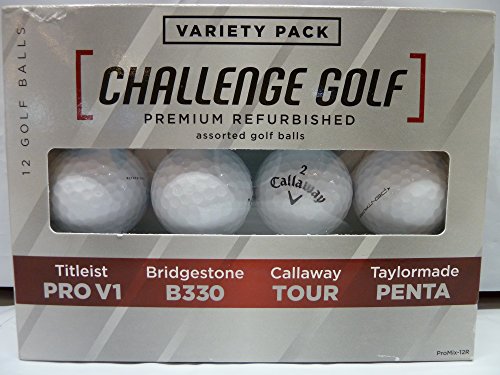 VARIETY PACK
CHALLENGE GOLF
PREMIUM REFURBISHED
assorted golf balls
12 GOLF BALLS
2
Callaway
Titleist
PRO V1
Bridgestone
B330
Callaway
TOUR
Taylormade
PENTA
ProMix-12R